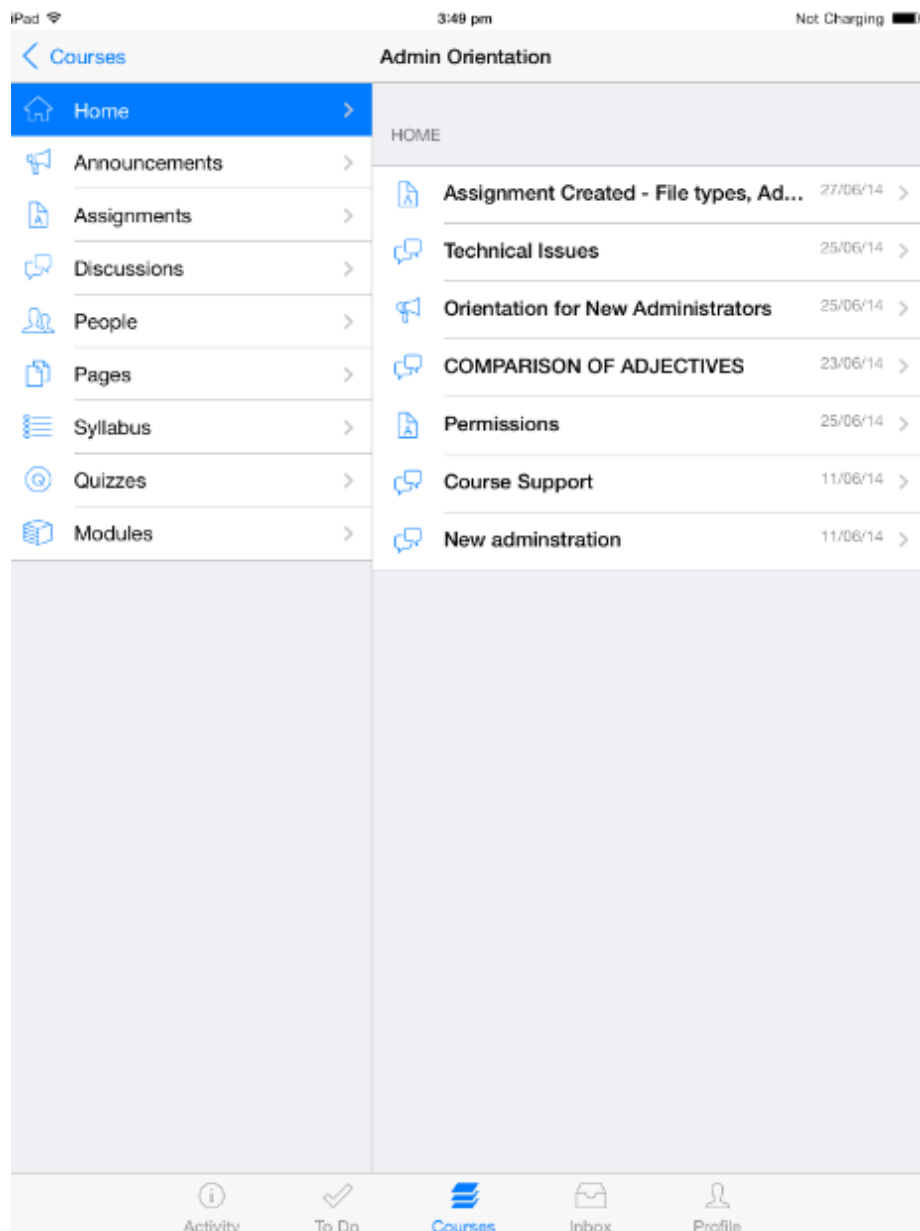 iPad 3:49 pm Not Charging
Courses Admin Orientation
Home
Announcements
Assignments
Discussions
People
Pages
Syllabus
Quizzes
Modules
HOME
Assignment Created - File types, Ad... 27/06/14
Technical Issues 25/06/14
Orientation for New Administrators 25/06/14
COMPARISON OF ADJECTIVES 23/06/14
Permissions 25/06/14
Course Support 11/06/14
New adminstration 11/06/14
Activity To Do Courses Inbox Profile